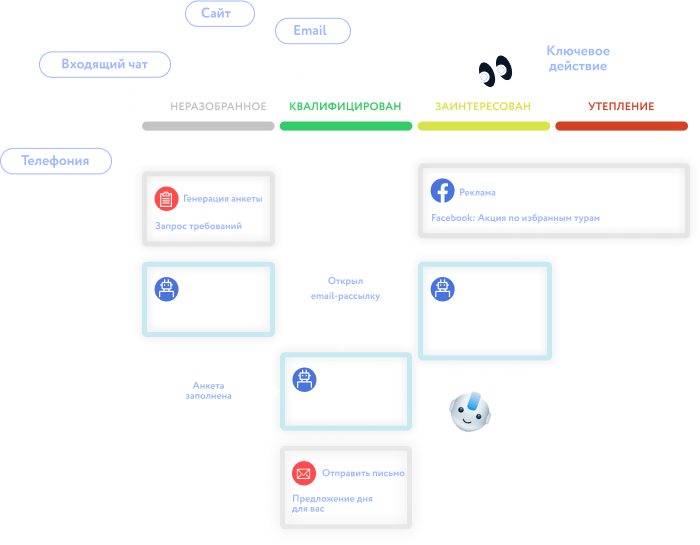 Сайт
Email
Входящий чат
Ключевое
действие
НЕРАЗОБРАННОЕ
КВАЛИФИЦИРОВАН
ЗАИНТЕРЕСОВАН
УТЕПЛЕНИЕ
Телефония
Генерация анкеты
Запрос требований
Реклама
Facebook: Акция по избранным турам
Открыл
email-рассылку
Анкета
заполнена
Отправить письмо
Предложение дня
для вас